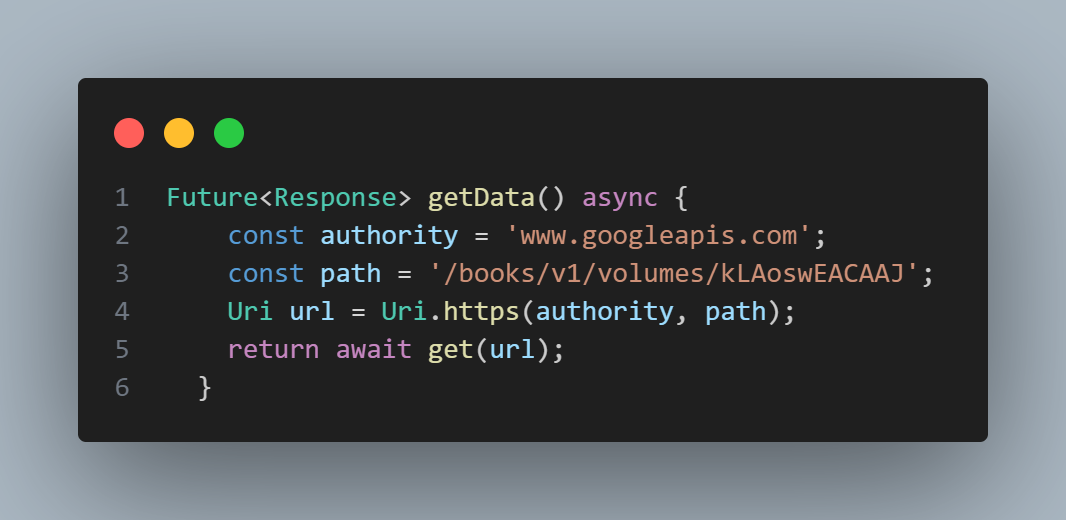 1 Future<Response> getData() async {
2 const authority = 'www.googleapis.com';
3 const path = '/books/v1/volumes/kLAoswEACAAJ';
4 Uri url = Uri.https(authority, path);
5 return await get(url);
6 }